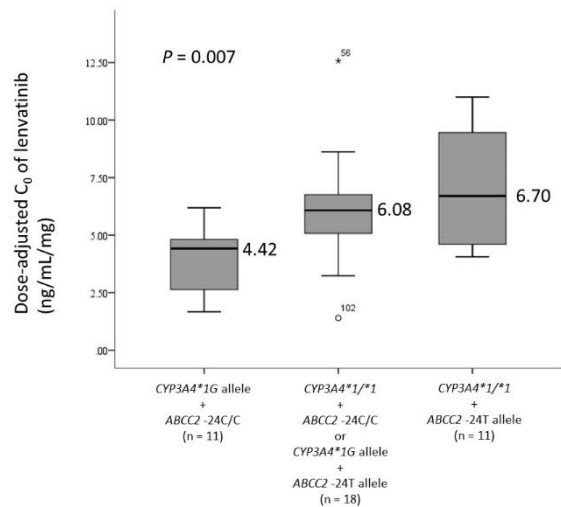 P = 0.007
Dose-adjusted C₀ of lenvatinib
(ng/mL/mg)
12.50
10.00
7.50
5.00
2.50
.00
4.42
*56
6.08
102
6.70
CYP3A4*1G allele
+
ABCC2 -24C/C
(n = 11)
CYP3A4*1/*1
+
ABCC2 -24C/C
or
CYP3A4*1G allele
+
ABCC2 -24T allele
(n = 18)
CYP3A4*1/*1
+
ABCC2 -24T allele
(n = 11)